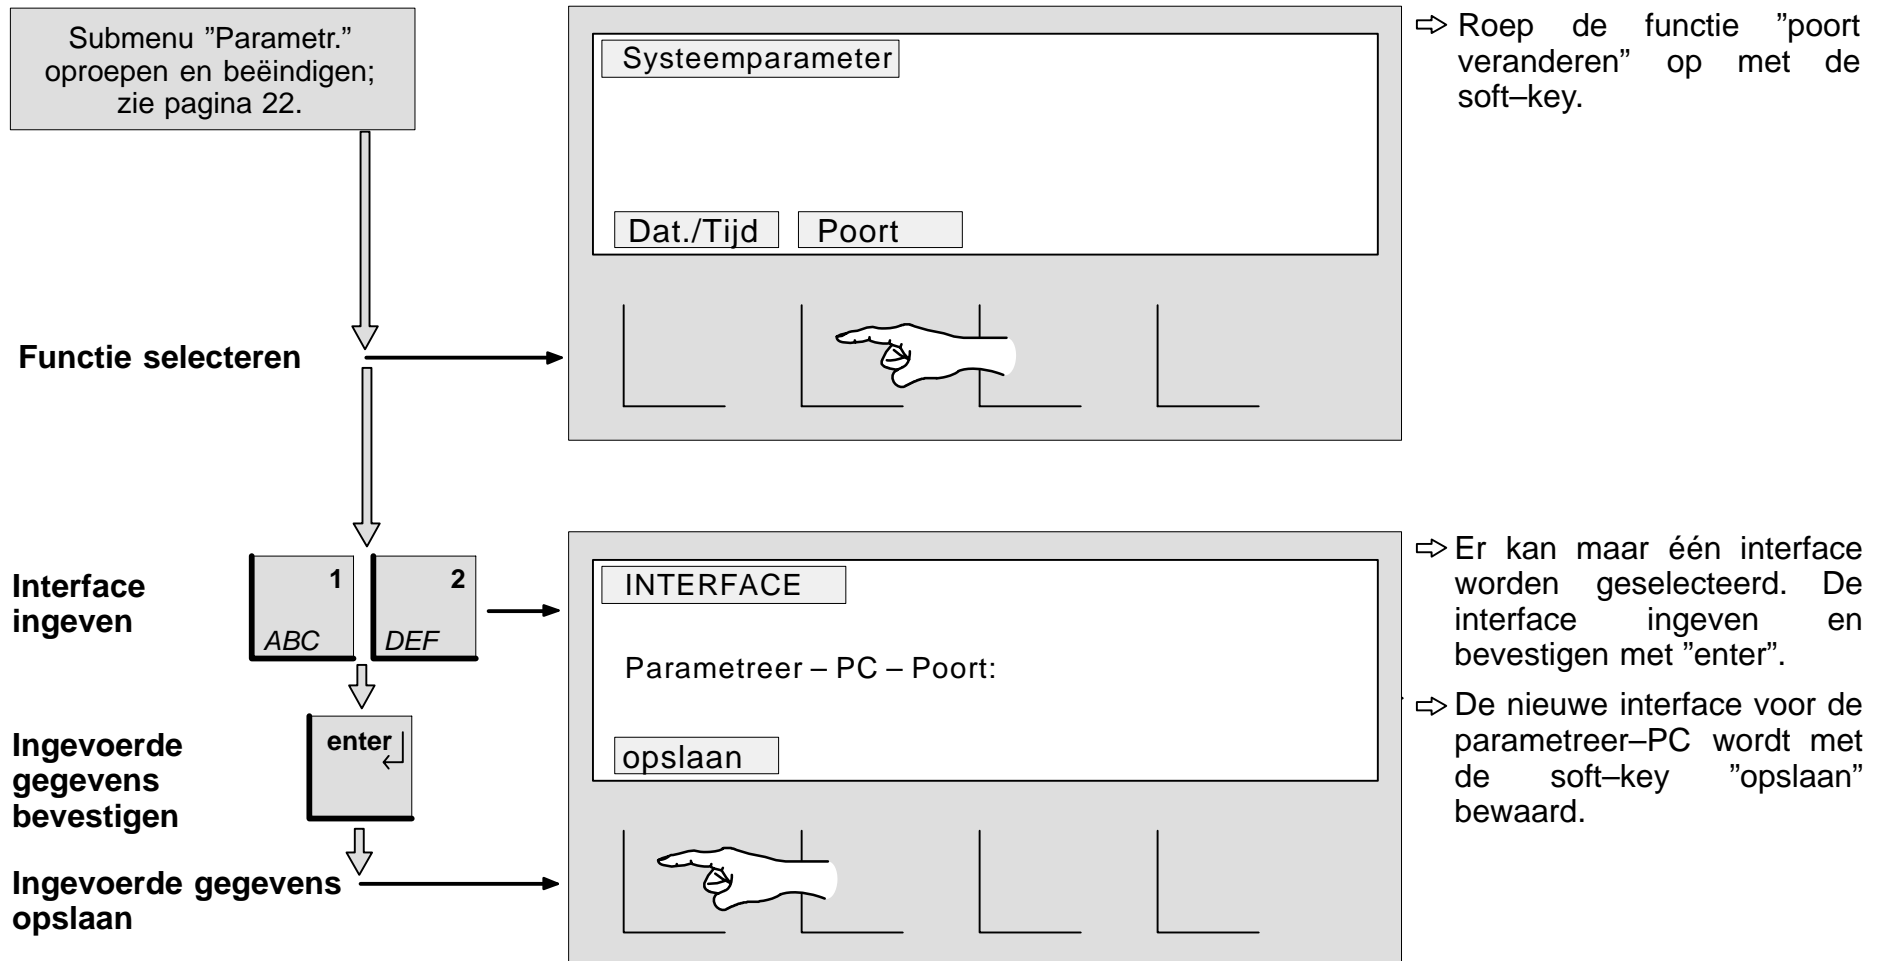 Submenu ”Parametr.”
oproepen en beëindigen;
zie pagina 22.
Systeemparameter
Dat./Tijd
Poort
⇨ Roep de functie ”poort
veranderen” op met de
soft–key.
Functie selecteren
Interface
ingeven
1
ABC
2
DEF
INTERFACE
Parametreer – PC – Poort:
opslaan
⇨ Er kan maar één interface
worden geselecteerd. De
interface ingeven en
bevestigen met ”enter”.
⇨ De nieuwe interface voor de
parametreer–PC wordt met
de soft–key ”opslaan”
bewaard.
Ingevoerde
gegevens
bevestigen
enter
Ingevoerde gegevens
opslaan